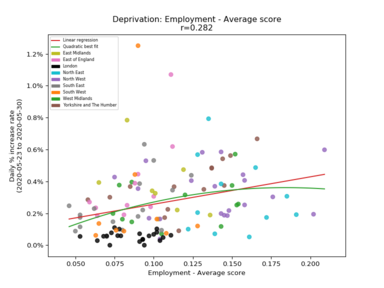 Deprivation: Employment - Average score
r=0.282
Linear regression
Quadratic best fit
East Midlands
East of England
London
North East
North West
South East
South West
West Midlands
Yorkshire and The Humber
1.2%
1.0%
0.8%
0.6%
0.4%
0.2%
0.0%
Daily % increase rate
(2020-05-23 to 2020-05-30)
0.050
0.075
0.100
0.125
0.150
0.175
0.200
Employment - Average score